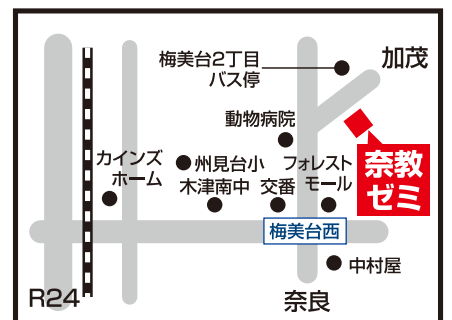 梅美台2丁目
バス停
加茂
動物病院
カインズ
ホーム
州見台小
フォレスト
モール
奈教
ゼミ
木津南中
交番
梅美台西
中村屋
R24
奈良